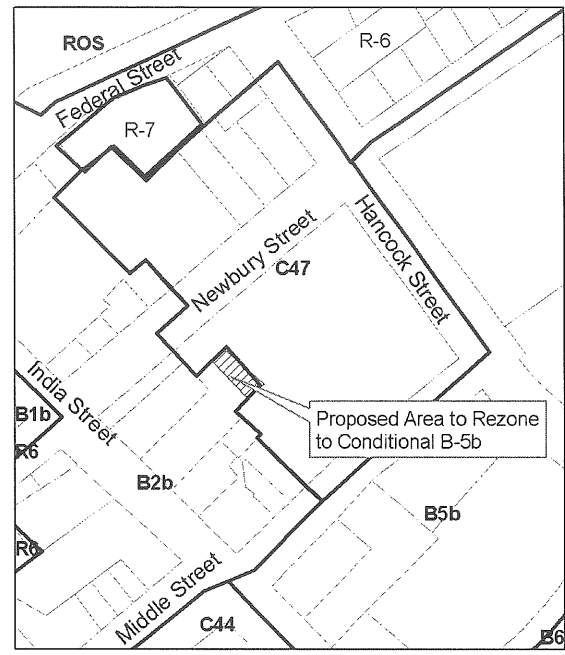 ROS
R-6
Federal Street
R-7
Hancock Street
Newbury Street
C47
India Street
B1b
R6
Proposed Area to Rezone
to Conditional B-5b
B2b
B5b
R6
Middle Street
C44
B6